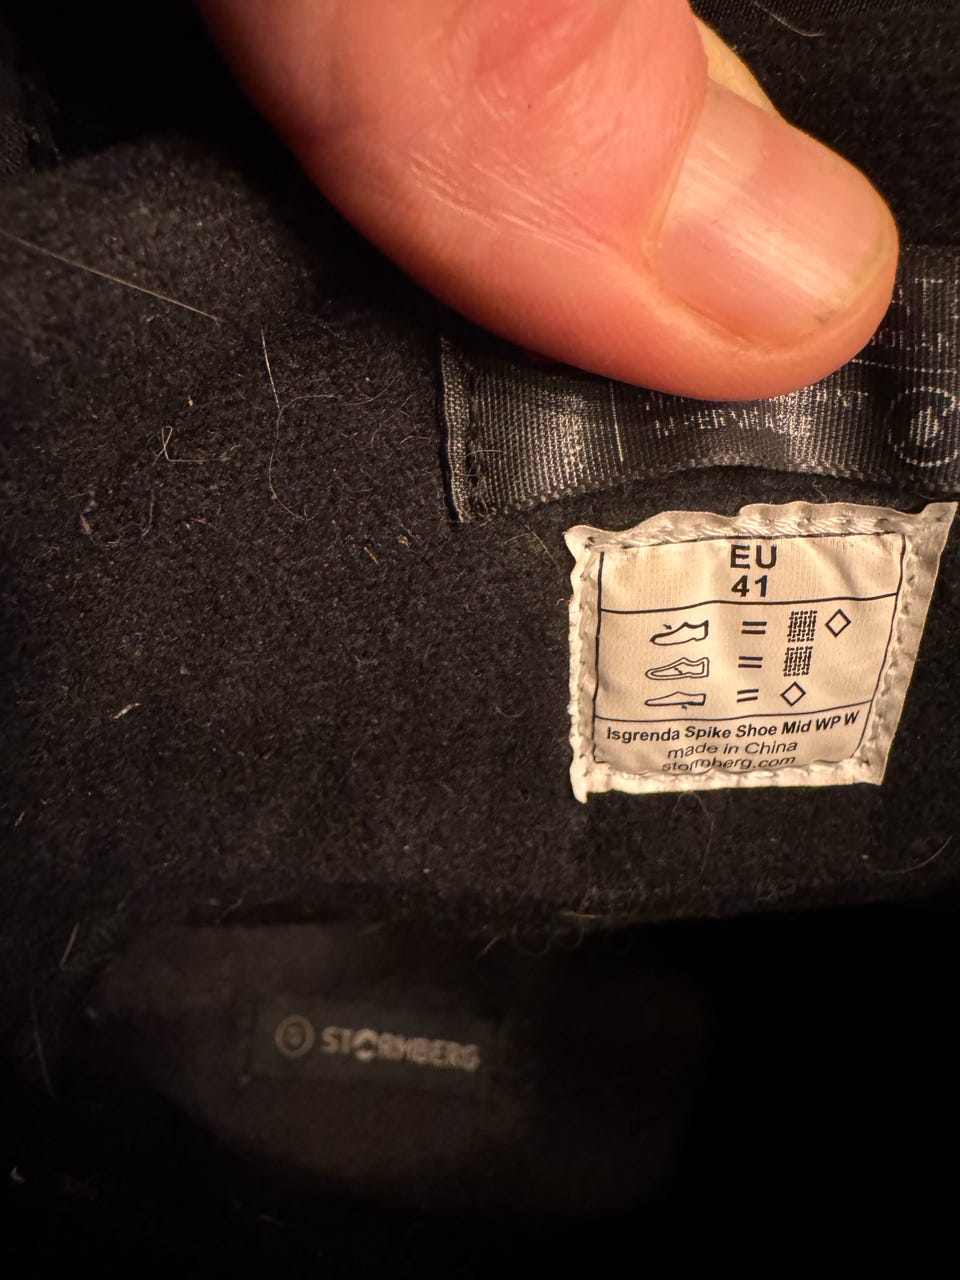 EU
41
=
=
=
Isgrenda Spike Shoe Mid WP W
made in China
stormberg.com
STORMBERG